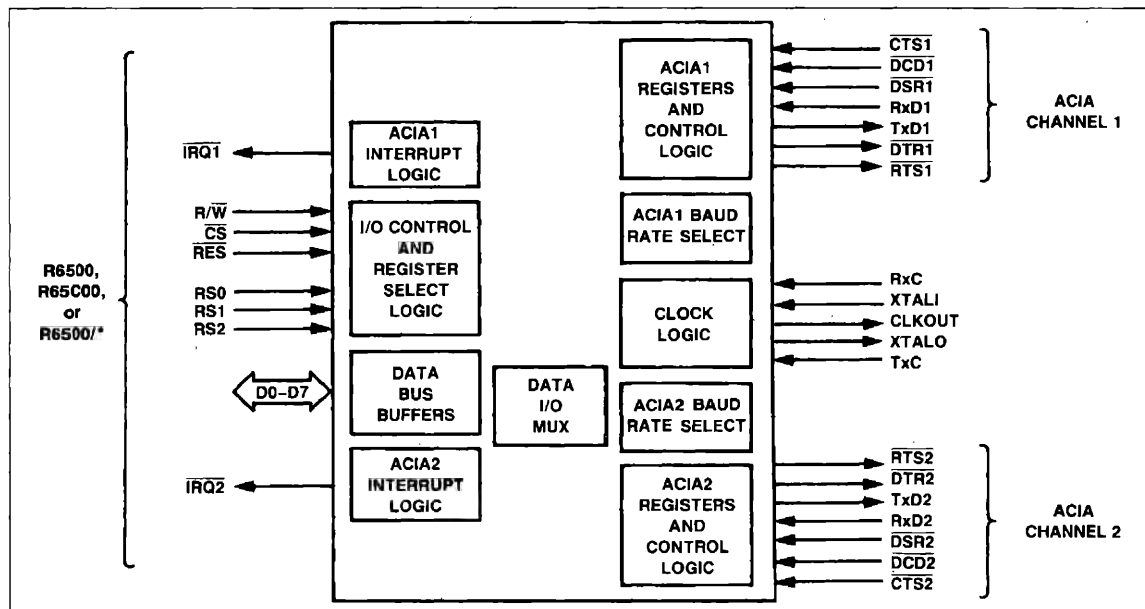 R6500,
R65C00,
or
R6500/*
IRQ1
R/W
CS
RES
RS0
RS1
RS2
D0–D7
IRQ2
ACIA1
INTERRUPT
LOGIC
I/O CONTROL
AND
REGISTER
SELECT
LOGIC
DATA
BUS
BUFFERS
ACIA2
INTERRUPT
LOGIC
DATA
I/O
MUX
ACIA1
REGISTERS
AND
CONTROL
LOGIC
ACIA1 BAUD
RATE SELECT
CLOCK
LOGIC
ACIA2 BAUD
RATE SELECT
ACIA2
REGISTERS
AND
CONTROL
LOGIC
CTS1
DCD1
DSR1
RxD1
TxD1
DTR1
RTS1
ACIA
CHANNEL 1
RxC
XTALI
CLKOUT
XTALO
TxC
RTS2
DTR2
TxD2
RxD2
DSR2
DCD2
CTS2
ACIA
CHANNEL 2